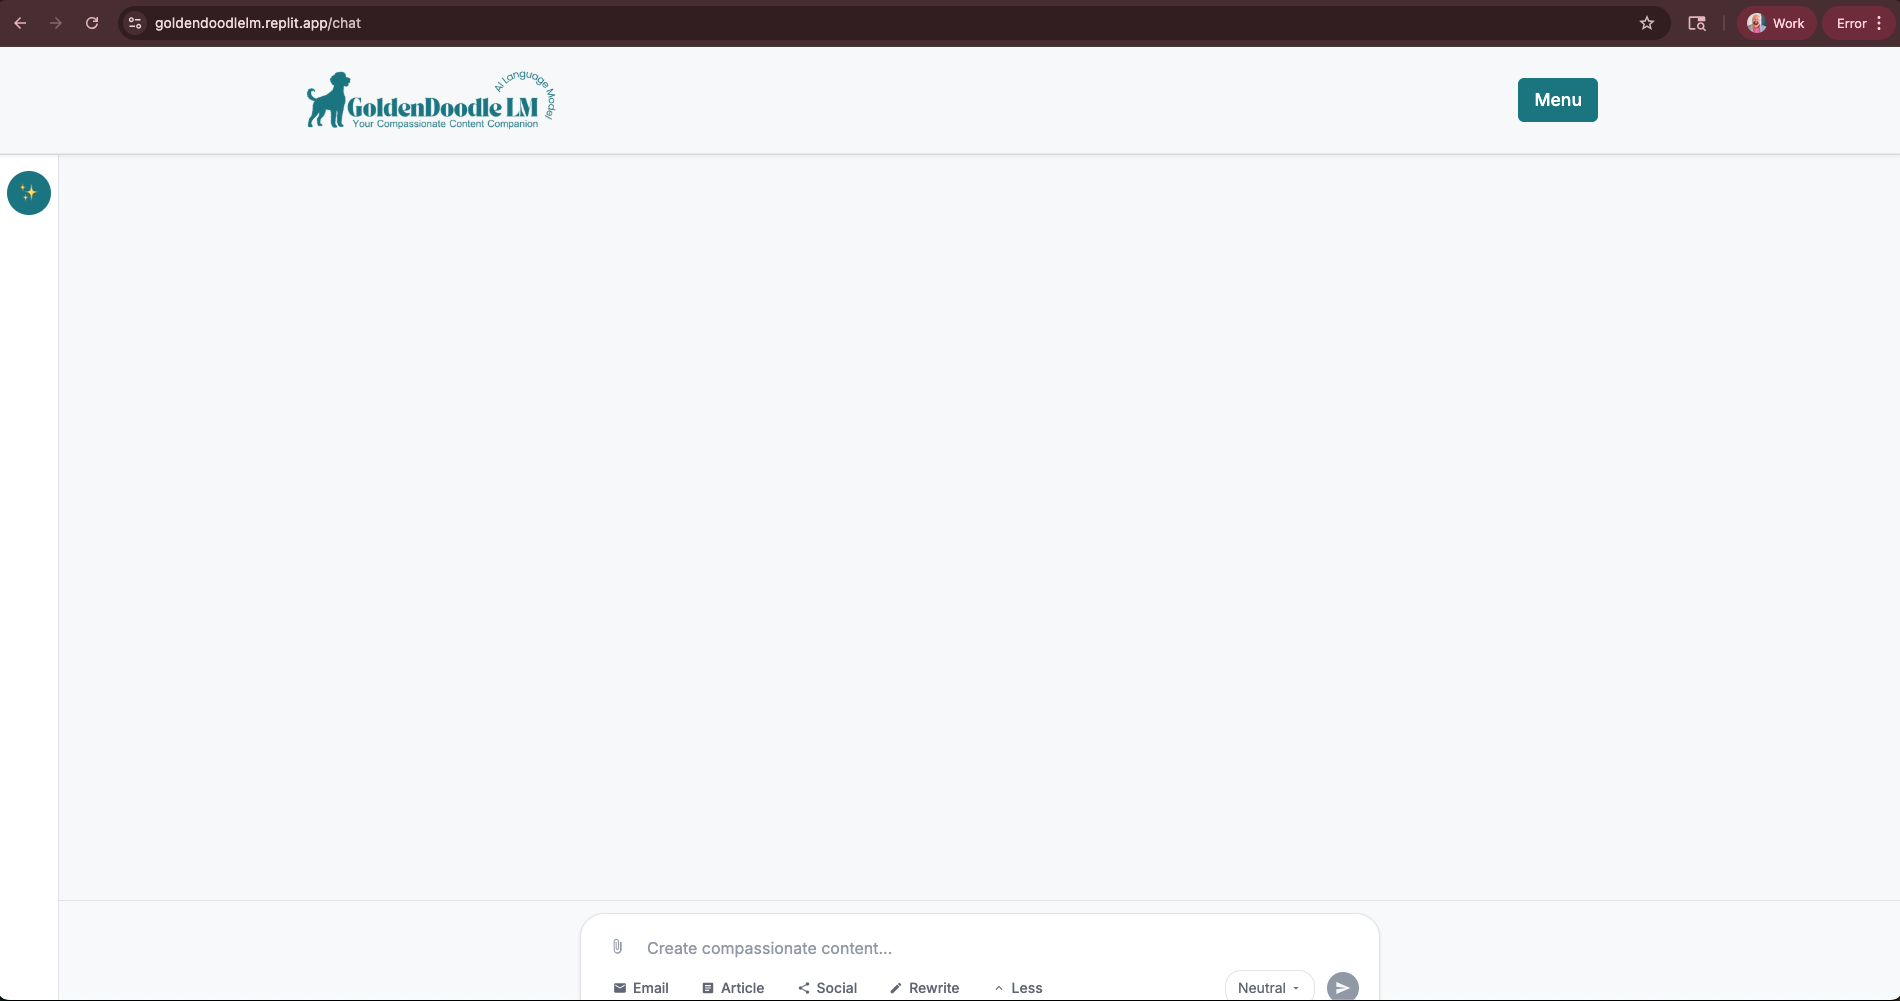 goldendoodlelm.replit.app/chat
Work
Error
AI Language Model
GoldenDoodle LM
Your Compassionate Content Companion
Menu
Create compassionate content...
Email Article Social Rewrite Less Neutral